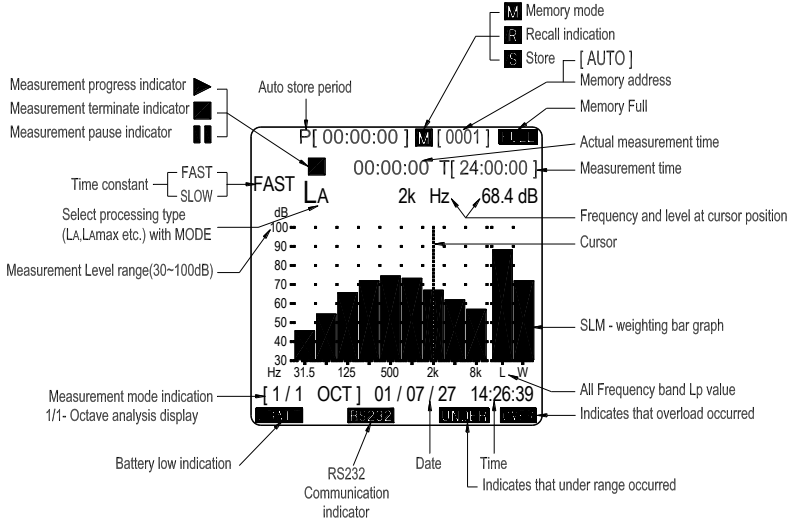 M Memory mode
R Recall indication
S Store
[ AUTO ]
Memory address
Memory Full
Measurement progress indicator
Measurement terminate indicator
Measurement pause indicator
Auto store period
P[ 00:00:00 ] M [ 0001 ]
00:00:00 T[ 24:00:00 ]
Actual measurement time
Measurement time
Time constant
FAST
SLOW
FAST LA
2k Hz 68.4 dB
Frequency and level at cursor position
Cursor
Select processing type
(LA,LAmax etc.) with MODE
Measurement Level range(30~100dB)
dB
100
90
80
70
60
50
40
30
Hz 31.5 125 500 2k 8k L W
SLM - weighting bar graph
All Frequency band Lp value
Measurement mode indication
1/1- Octave analysis display
[ 1 / 1 OCT ] 01 / 07 / 27 14:26:39
RS232 UNDER
Indicates that overload occurred
Battery low indication
RS232
Communication
indicator
Date
Time
Indicates that under range occurred